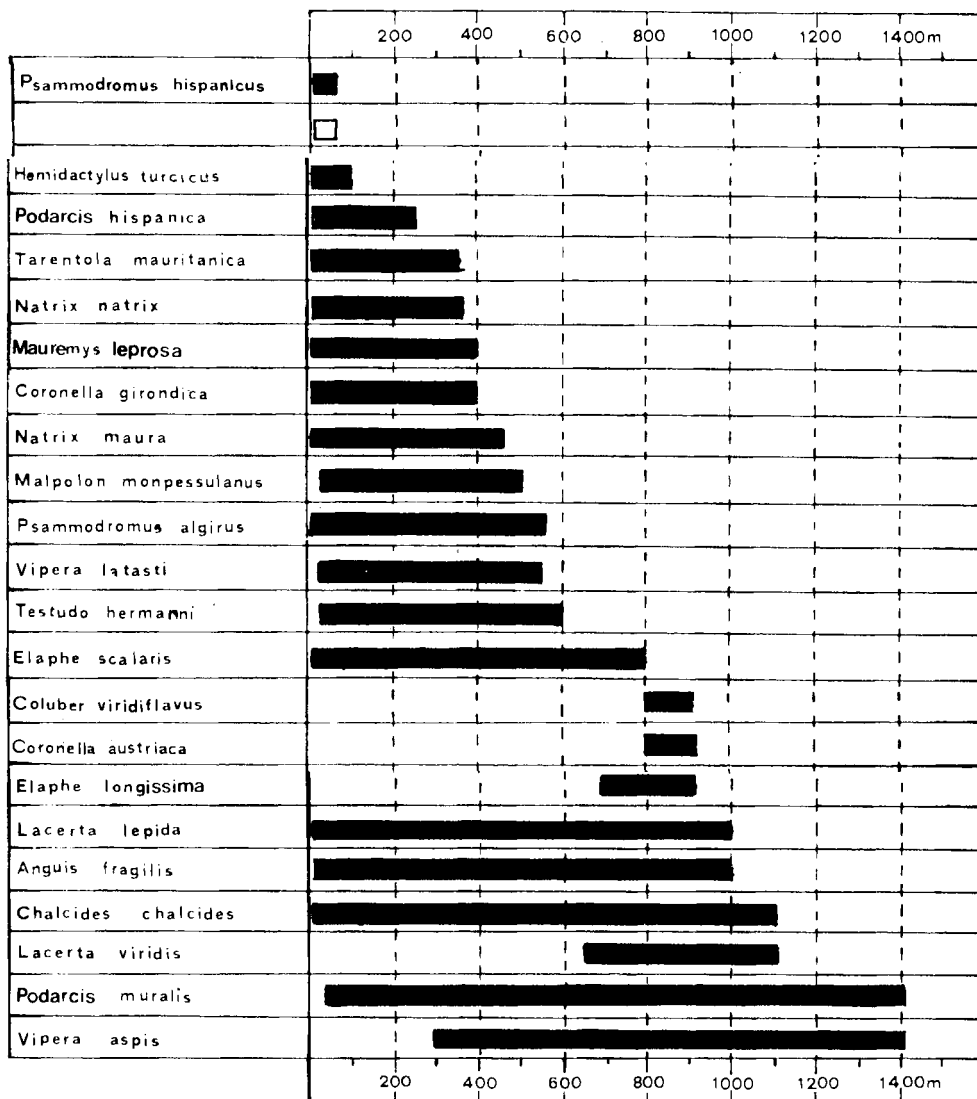 200 400 600 800 1000 1200 1400m
Psammodromus hispanicus
Hemidactylus turcicus
Podarcis hispanica
Tarentola mauritanica
Natrix natrix
Mauremys leprosa
Coronella girondica
Natrix maura
Malpolon monpessulanus
Psammodromus algirus
Vipera latasti
Testudo hermanni
Elaphe scalaris
Coluber viridiflavus
Coronella austriaca
Elaphe longissima
Lacerta lepida
Anguis fragilis
Chalcides chalcides
Lacerta viridis
Podarcis muralis
Vipera aspis
200 400 600 800 1000 1200 1400m